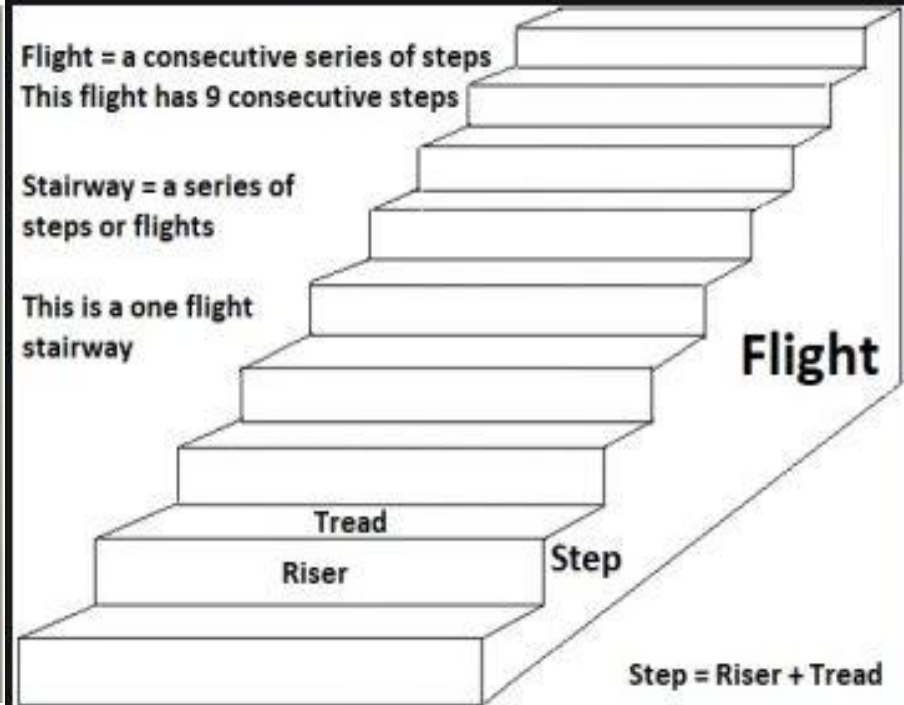 Flight = a consecutive series of steps
This flight has 9 consecutive steps
Stairway = a series of
steps or flights
This is a one flight
stairway
Flight
Tread
Step
Riser
Step = Riser + Tread